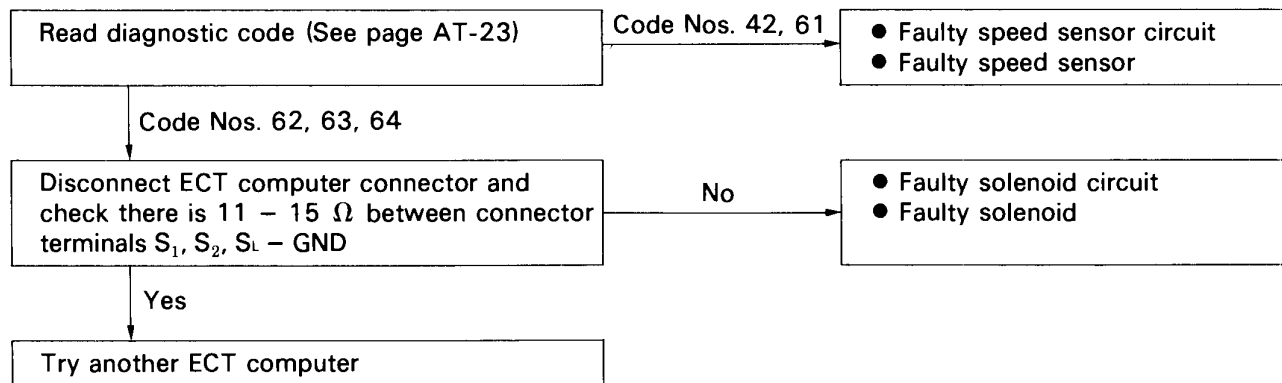 Read diagnostic code (See page AT-23)
Code Nos. 42, 61
● Faulty speed sensor circuit
● Faulty speed sensor
Code Nos. 62, 63, 64
Disconnect ECT computer connector and
check there is 11 – 15 Ω between connector
terminals S₁, S₂, SL – GND
No
● Faulty solenoid circuit
● Faulty solenoid
Yes
Try another ECT computer